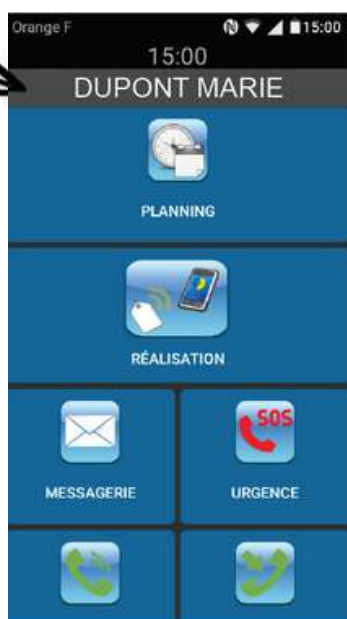 Orange F 15:00
15:00
DUPONT MARIE
PLANNING
RÉALISATION
SOS
MESSAGERIE URGENCE